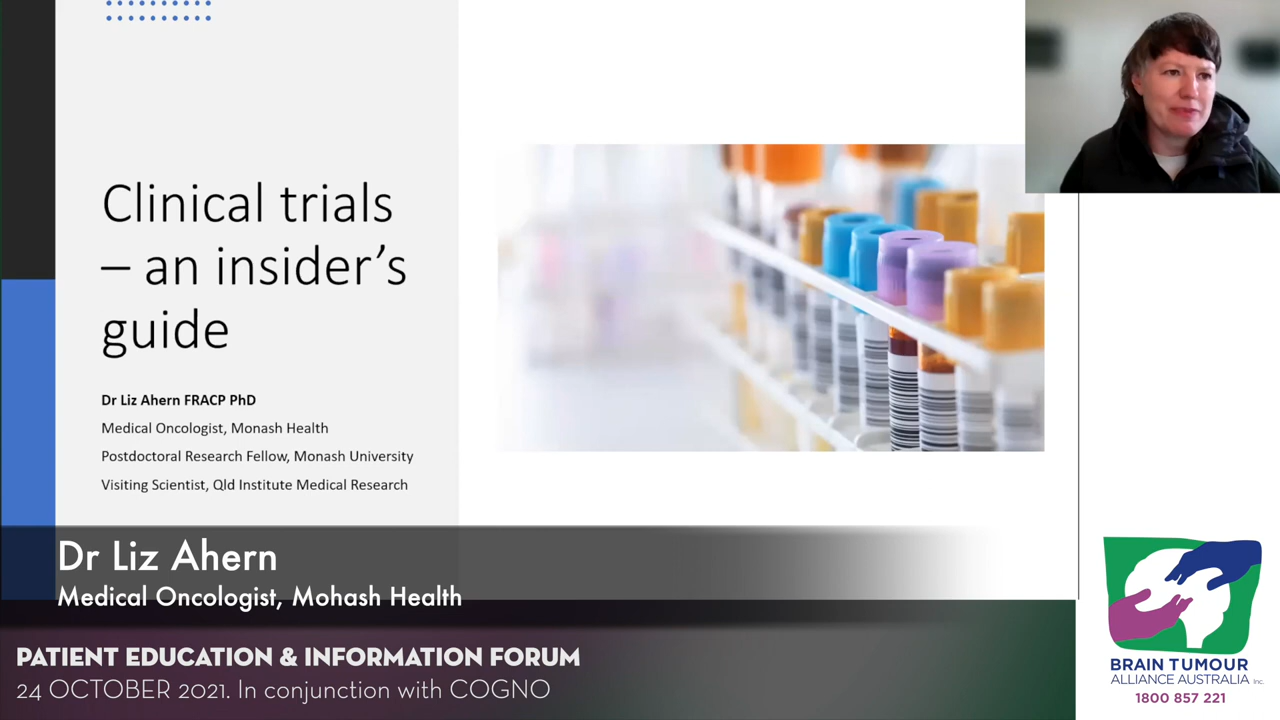 Clinical trials
– an insider’s
guide
Dr Liz Ahern FRACP PhD
Medical Oncologist, Monash Health
Postdoctoral Research Fellow, Monash University
Visiting Scientist, Qld Institute Medical Research
Dr Liz Ahern
Medical Oncologist, Mohash Health
PATIENT EDUCATION & INFORMATION FORUM
24 OCTOBER 2021. In conjunction with COGNO
BRAIN TUMOUR
ALLIANCE AUSTRALIA Inc.
1800 857 221